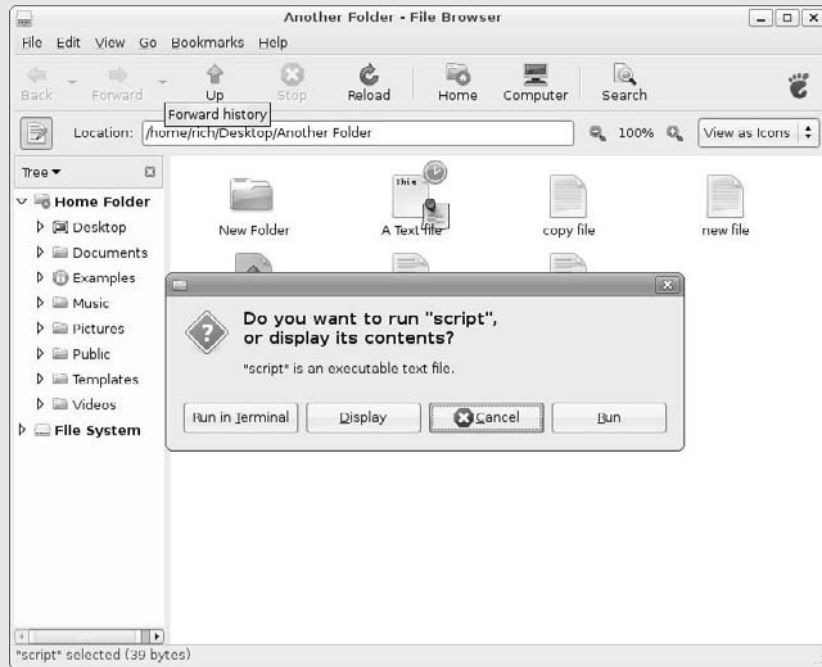 Another Folder - File Browser
File Edit View Go Bookmarks Help
Back Forward Up Stop Reload Home Computer Search
Forward history
Location: /home/rich/Desktop/Another Folder 100% View as Icons
Tree
Home Folder
Desktop
Documents
Examples
Music
Pictures
Public
Templates
Videos
File System
This
New Folder A Text file copy file new file
Do you want to run "script",
or display its contents?
"script" is an executable text file.
Run in Terminal Display Cancel Run
"script" selected (39 bytes)